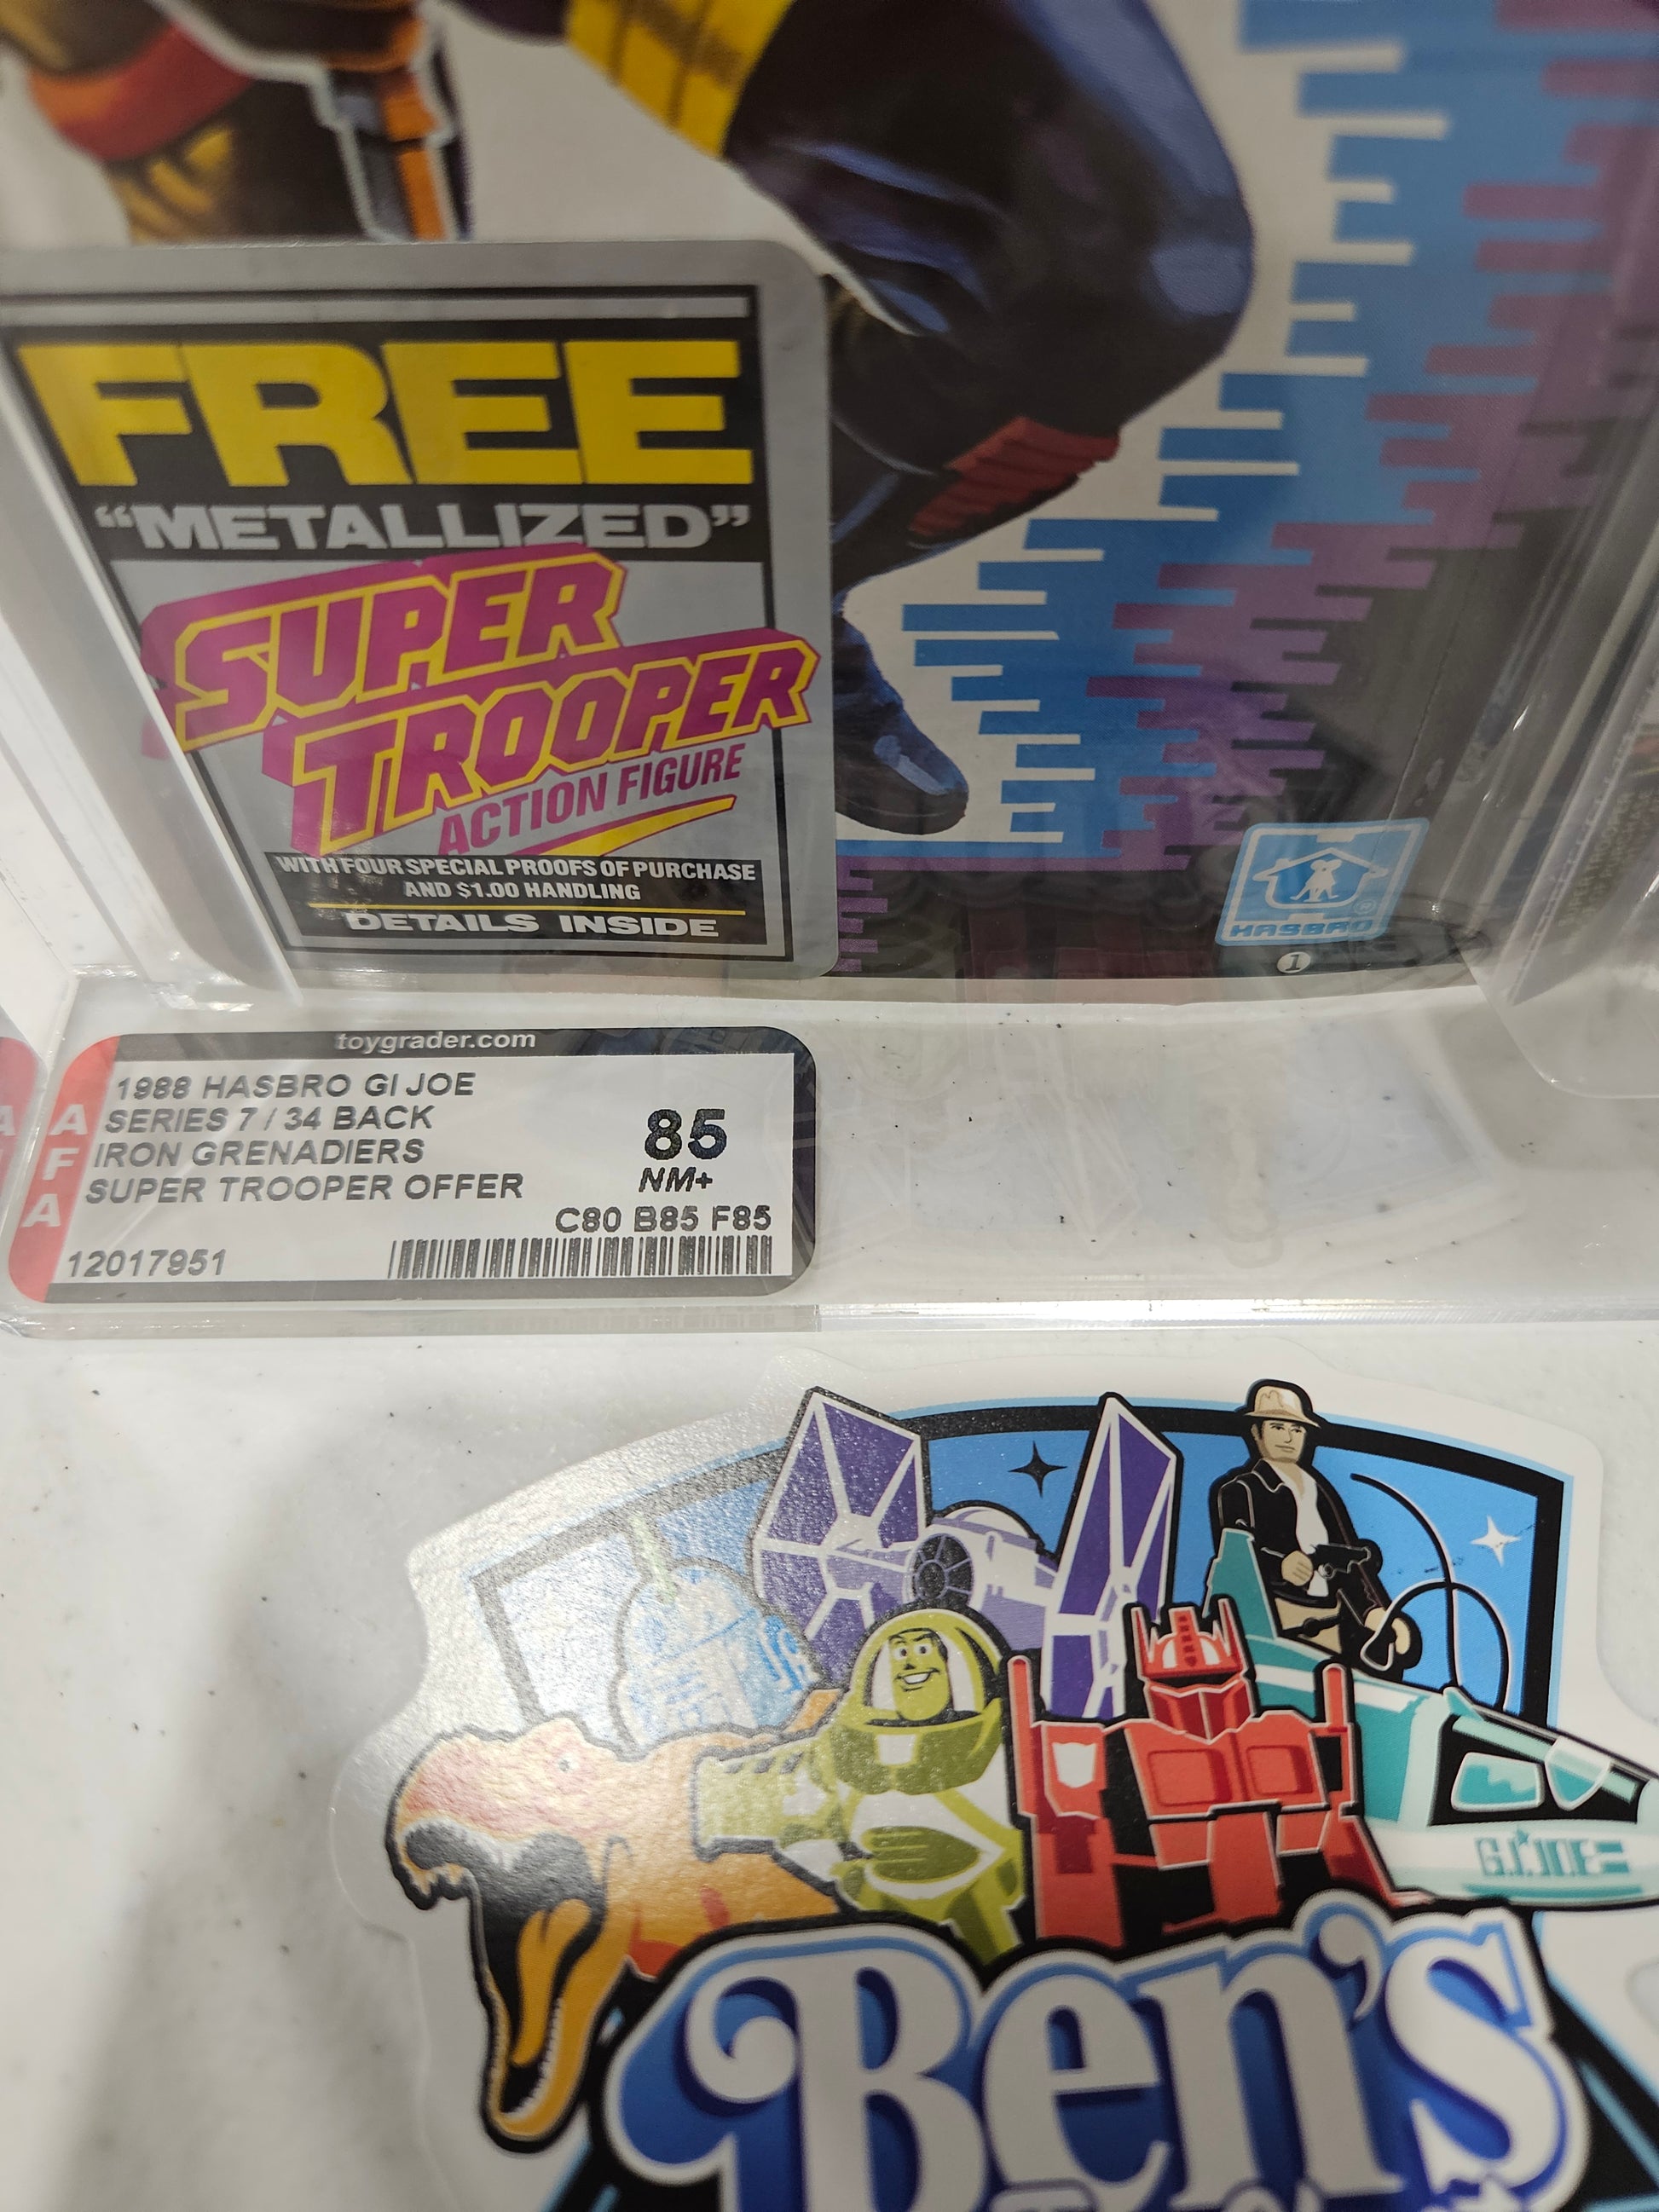 FREE
“METALLIZED”
SUPER
TROOPER
ACTION FIGURE
WITH FOUR SPECIAL PROOFS OF PURCHASE
AND $1.00 HANDLING
DETAILS INSIDE
HASBRO
®
1
toygrader.com
AFA
1988 HASBRO GI JOE
SERIES 7 / 34 BACK
IRON GRENADIERS
SUPER TROOPER OFFER
85
NM+
C80 B85 F85
12017951
G.I. JOE
Ben's